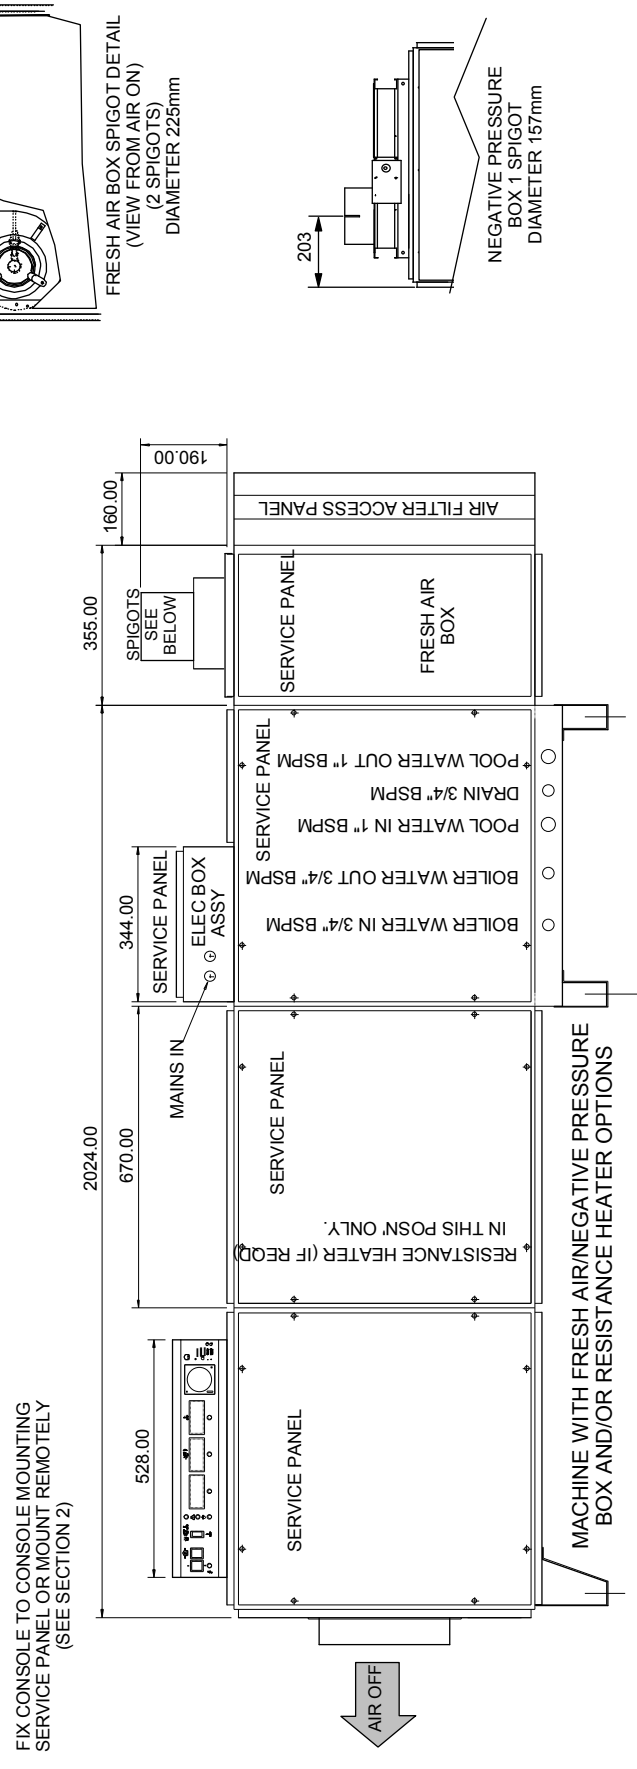 FIX CONSOLE TO CONSOLE MOUNTING
SERVICE PANEL OR MOUNT REMOTELY
(SEE SECTION 2)
2024.00
355.00
160.00
190.00
528.00
670.00
344.00
MAINS IN
SERVICE PANEL
ELEC BOX
ASSY
SPIGOTS
SEE
BELOW
AIR OFF
SERVICE PANEL
SERVICE PANEL
RESISTANCE HEATER (IF REQD)
IN THIS POSN' ONLY.
SERVICE PANEL
BOILER WATER IN 3/4" BSPM
BOILER WATER OUT 3/4" BSPM
POOL WATER IN 1" BSPM
DRAIN 3/4" BSPM
POOL WATER OUT 1" BSPM
SERVICE PANEL
FRESH AIR
BOX
AIR FILTER ACCESS PANEL
MACHINE WITH FRESH AIR/NEGATIVE PRESSURE
BOX AND/OR RESISTANCE HEATER OPTIONS
FRESH AIR BOX SPIGOT DETAIL
(VIEW FROM AIR ON)
(2 SPIGOTS)
DIAMETER 225mm
203
NEGATIVE PRESSURE
BOX 1 SPIGOT
DIAMETER 157mm